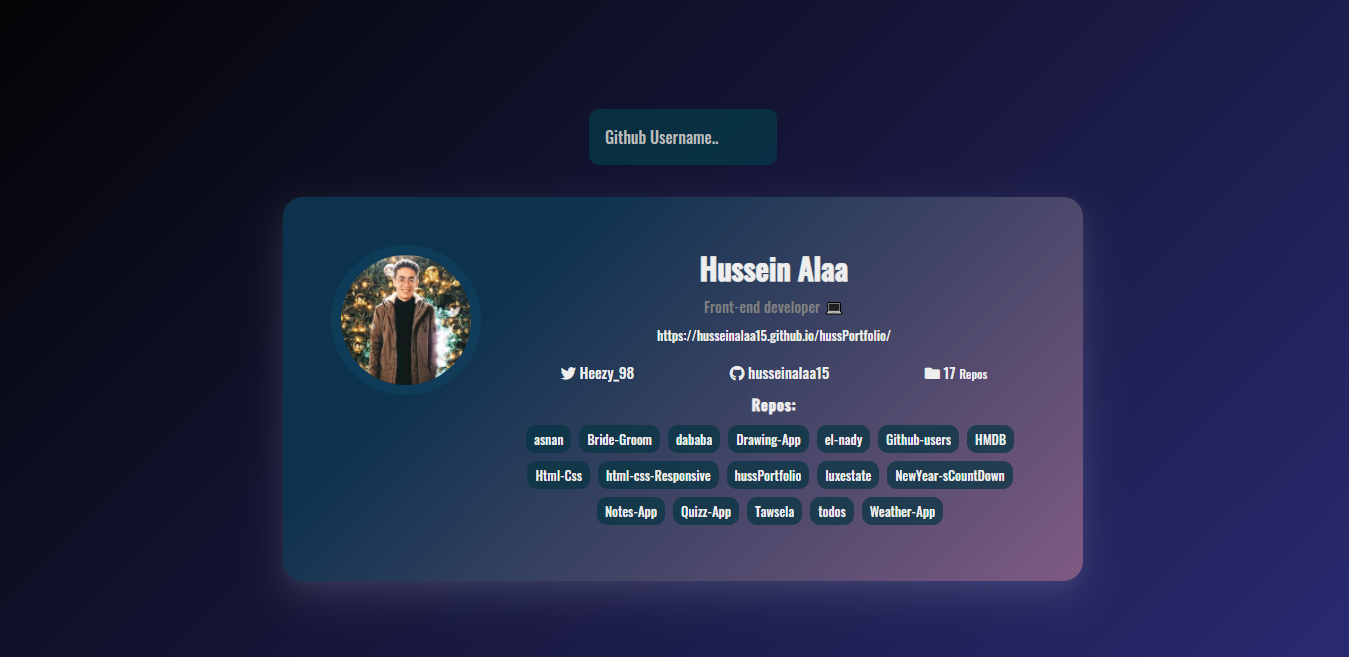 Github Username..
Hussein Alaa
Front-end developer 💻
https://husseinalaa15.github.io/hussPortfolio/
Heezy_98 husseinalaa15 17 Repos
Repos:
asnan Bride-Groom dababa Drawing-App el-nady Github-users HMDB
Html-Css html-css-Responsive hussPortfolio luxestate NewYear-sCountDown
Notes-App Quizz-App Tawsela todos Weather-App